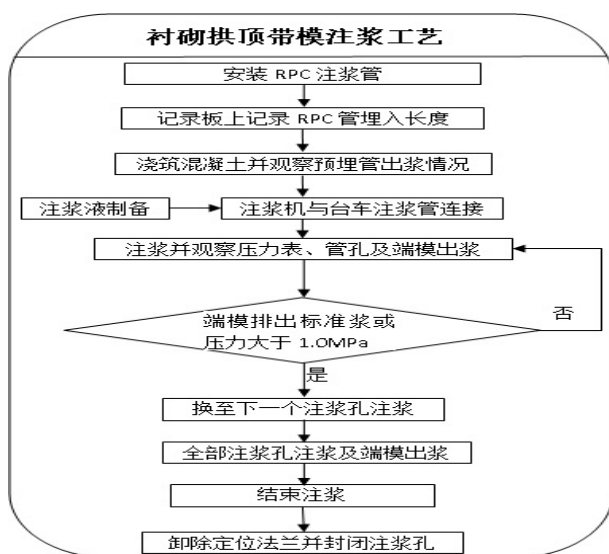 衬砌拱顶带模注浆工艺
安装 RPC 注浆管
记录板上记录 RPC 管埋入长度
浇筑混凝土并观察预埋管出浆情况
注浆液制备
注浆机与台车注浆管连接
注浆并观察压力表、管孔及端模出浆
端模排出标准浆或
压力大于 1.0MPa
否
是
换至下一个注浆孔注浆
全部注浆孔注浆及端模出浆
结束注浆
卸除定位法兰并封闭注浆孔